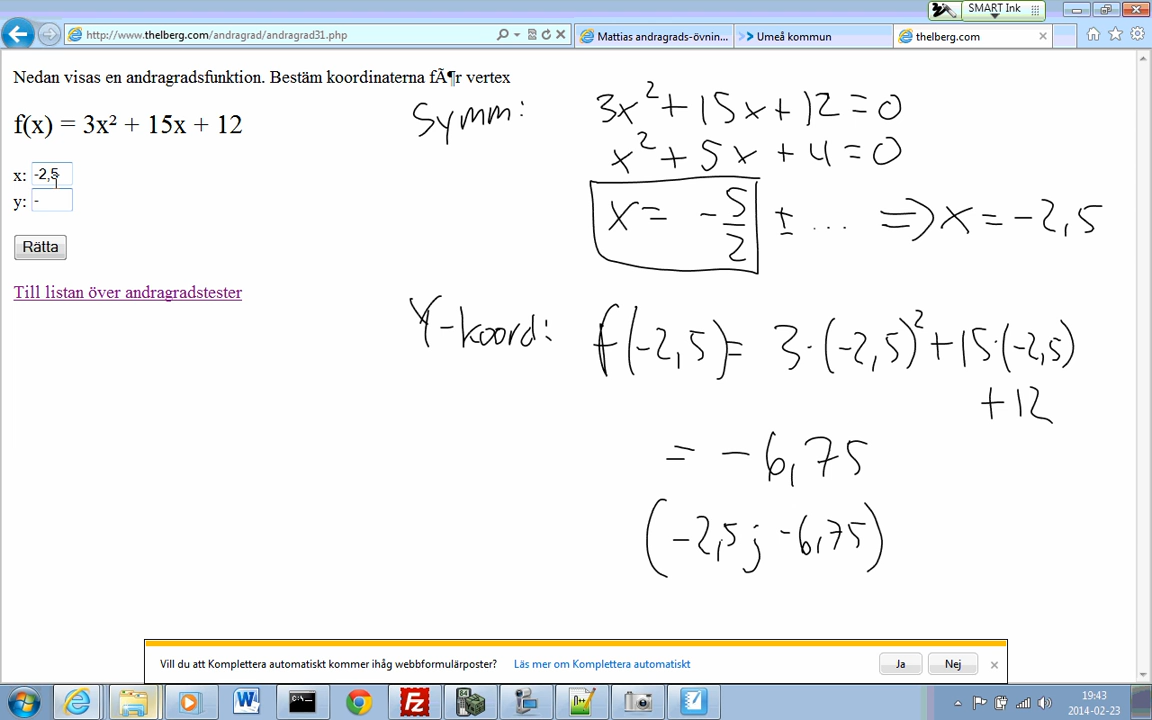 SMART Ink
http://www.thelberg.com/andragrad/andragrad31.php
Mattias andragrads-övnin...
Umeå kommun
thelberg.com
Nedan visas en andragradsfunktion. Bestäm koordinaterna fÃ¶r vertex
f(x) = 3x² + 15x + 12
x: -2,5
y: -
Rätta
Till listan över andragradstester
Symm: 3x² + 15x + 12 = 0
x² + 5x + 4 = 0
x = - 5/2 ± ... => x = -2,5
Y-koord: f(-2,5) = 3·(-2,5)² + 15·(-2,5)
+ 12
= -6,75
(-2,5; -6,75)
Vill du att Komplettera automatiskt kommer ihåg webbformulärposter? Läs mer om Komplettera automatiskt Ja Nej
19:43
2014-02-23